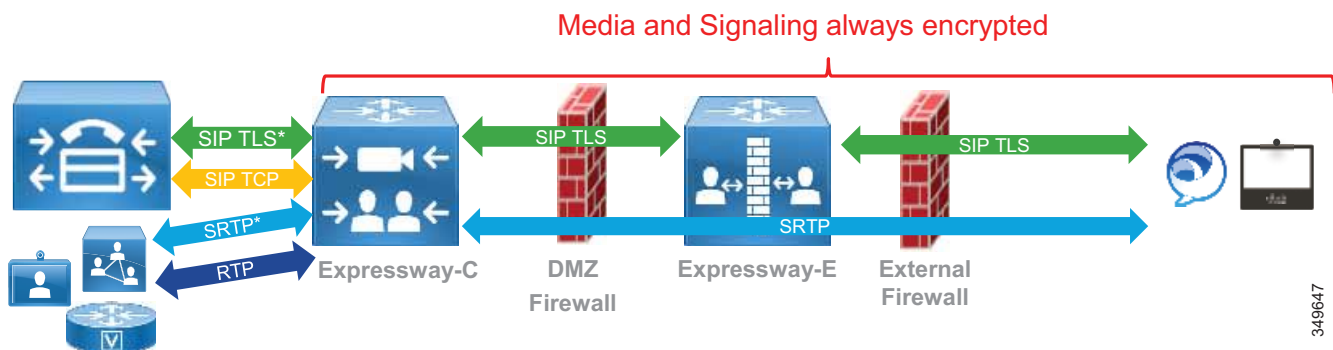 Media and Signaling always encrypted
SIP TLS*
SIP TCP
SRTP*
RTP
SIP TLS
SIP TLS
SRTP
Expressway-C
DMZ
Firewall
Expressway-E
External
Firewall
V
349647